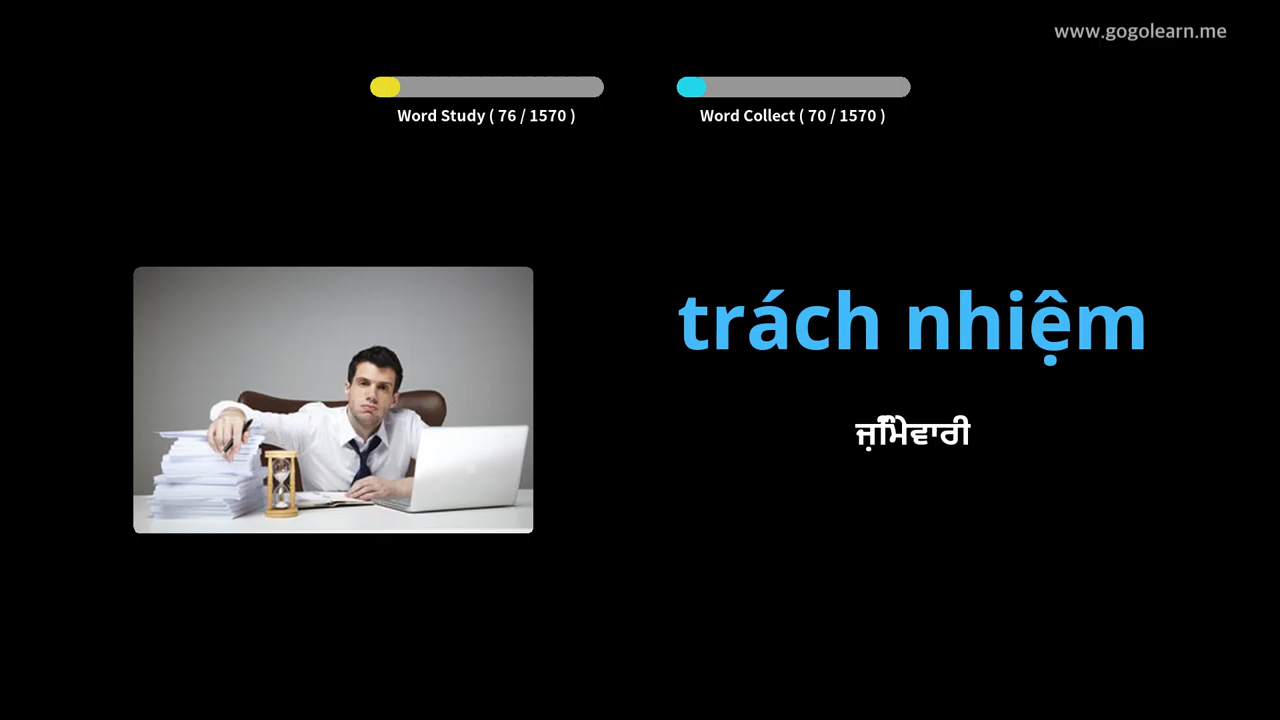 www.gogolearn.me
Word Study ( 76 / 1570 )
Word Collect ( 70 / 1570 )
trách nhiệm
ਜ਼ਿੰਮੇਵਾਰੀ